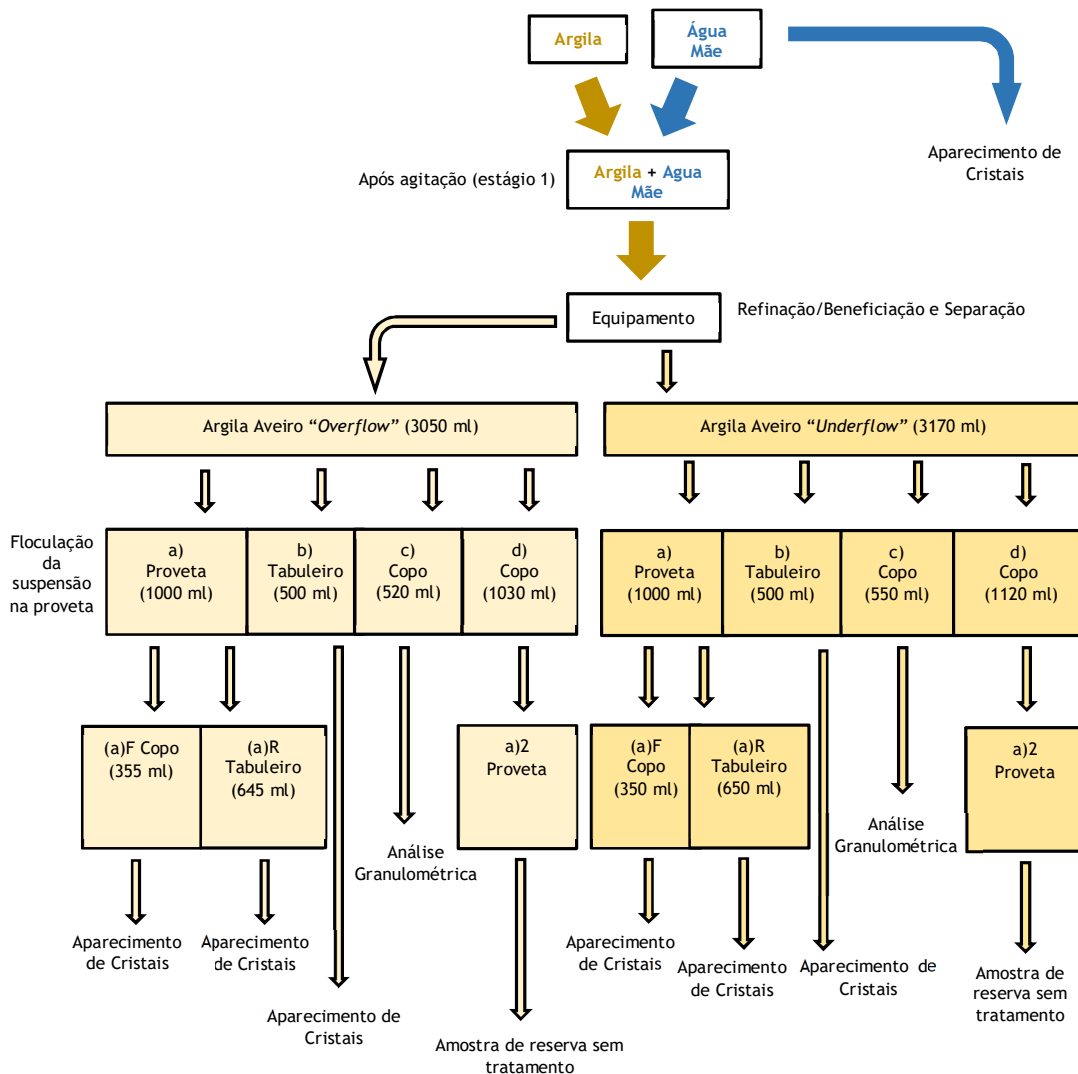 Argila
Água
Mãe
Aparecimento de
Cristais
Após agitação (estágio 1)
Argila + Agua
Mãe
Equipamento
Refinação/Beneficiação e Separação
Argila Aveiro “Overflow” (3050 ml)
Argila Aveiro “Underflow” (3170 ml)
Floculação
da
suspensão
na proveta
a)
Proveta
(1000 ml)
b)
Tabuleiro
(500 ml)
c)
Copo
(520 ml)
d)
Copo
(1030 ml)
a)
Proveta
(1000 ml)
b)
Tabuleiro
(500 ml)
c)
Copo
(550 ml)
d)
Copo
(1120 ml)
(a)F Copo
(355 ml)
(a)R
Tabuleiro
(645 ml)
a)2
Proveta
(a)F
Copo
(350 ml)
(a)R
Tabuleiro
(650 ml)
a)2
Proveta
Análise
Granulométrica
Análise
Granulométrica
Aparecimento
de Cristais
Aparecimento
de Cristais
Aparecimento de
Cristais
Amostra de reserva sem
tratamento
Aparecimento
de Cristais
Aparecimento
de Cristais
Aparecimento de
Cristais
Amostra de
reserva sem
tratamento